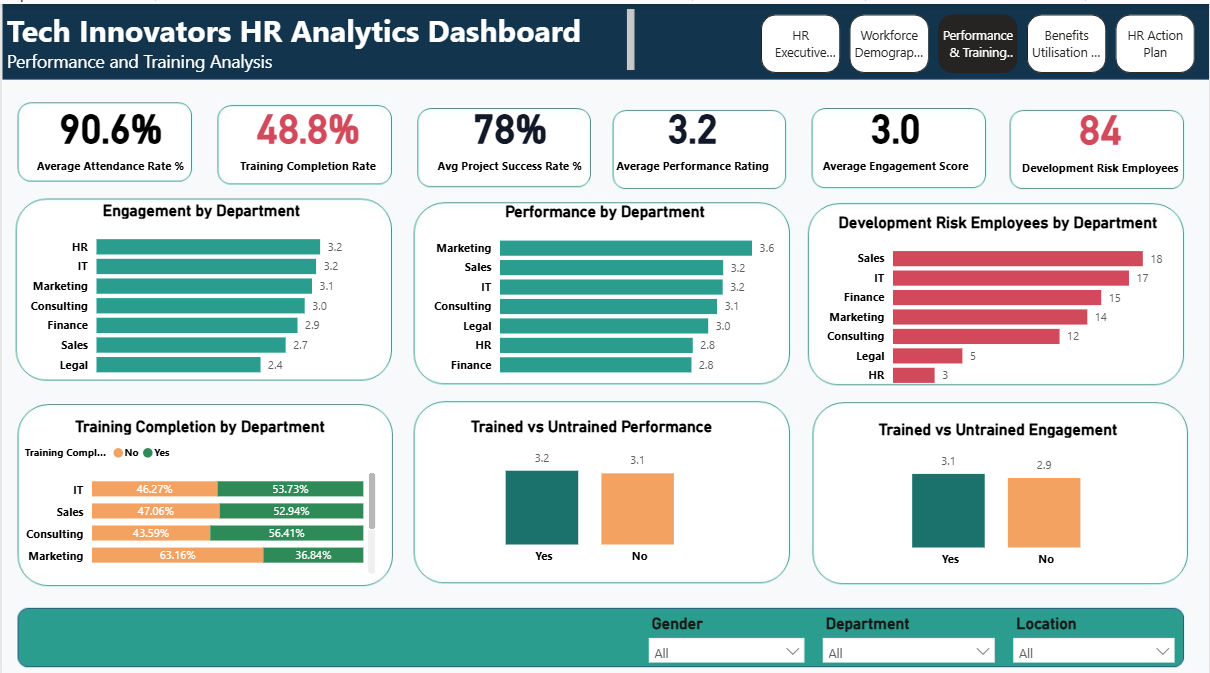 Tech Innovators HR Analytics Dashboard
Performance and Training Analysis
HR
Executive...
Workforce
Demograp...
Performance
& Training..
Benefits
Utilisation ...
HR Action
Plan
90.6%
Average Attendance Rate %
48.8%
Training Completion Rate
78%
Avg Project Success Rate %
3.2
Average Performance Rating
3.0
Average Engagement Score
84
Development Risk Employees
Engagement by Department
HR 3.2
IT 3.2
Marketing 3.1
Consulting 3.0
Finance 2.9
Sales 2.7
Legal 2.4
Performance by Department
Marketing 3.6
Sales 3.2
IT 3.2
Consulting 3.1
Legal 3.0
HR 2.8
Finance 2.8
Development Risk Employees by Department
Sales 18
IT 17
Finance 15
Marketing 14
Consulting 12
Legal 5
HR 3
Training Completion by Department
Training Compl... No Yes
IT 46.27% 53.73%
Sales 47.06% 52.94%
Consulting 43.59% 56.41%
Marketing 63.16% 36.84%
Trained vs Untrained Performance
3.2 3.1
Yes No
Trained vs Untrained Engagement
3.1 2.9
Yes No
Gender
All
Department
All
Location
All